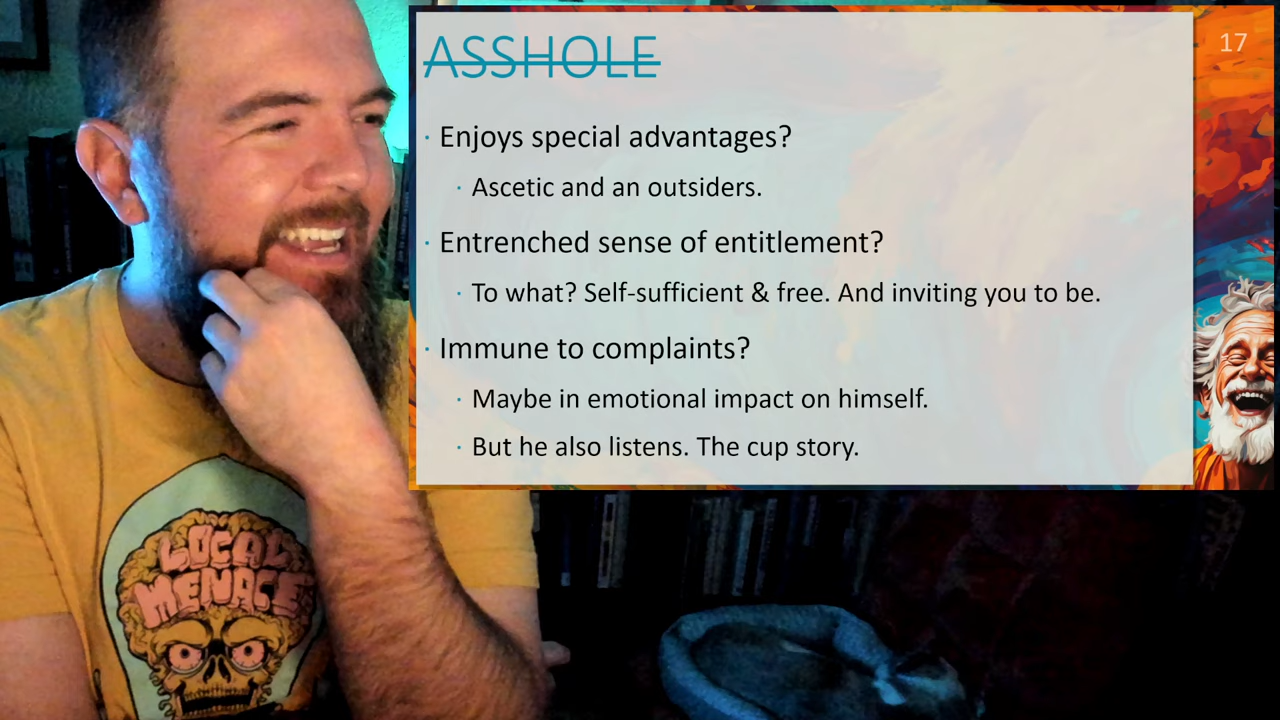 ASSHOLE
17
· Enjoys special advantages?
· Ascetic and an outsiders.
· Entrenched sense of entitlement?
· To what? Self-sufficient & free. And inviting you to be.
· Immune to complaints?
· Maybe in emotional impact on himself.
· But he also listens. The cup story.
LOCAL
MENACE